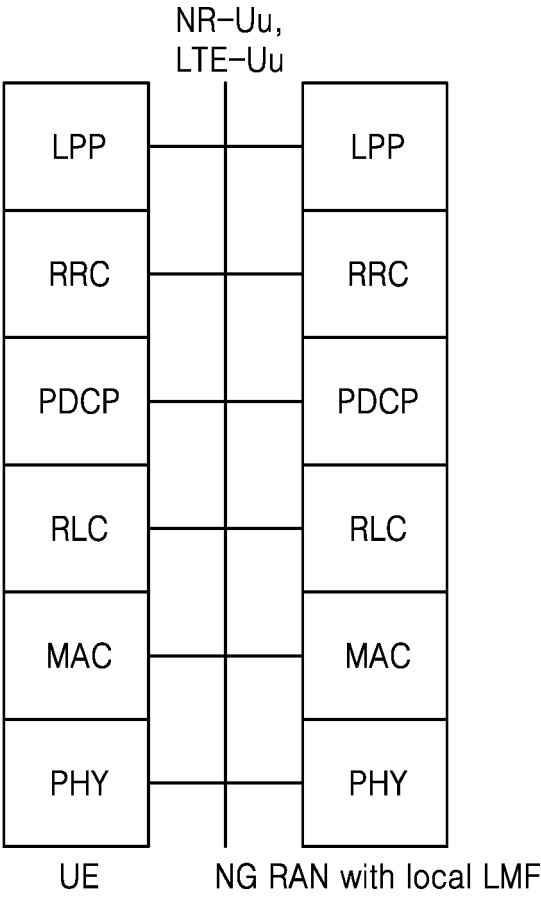 NR-Uu,
LTE-Uu
LPP LPP
RRC RRC
PDCP PDCP
RLC RLC
MAC MAC
PHY PHY
UE NG RAN with local LMF